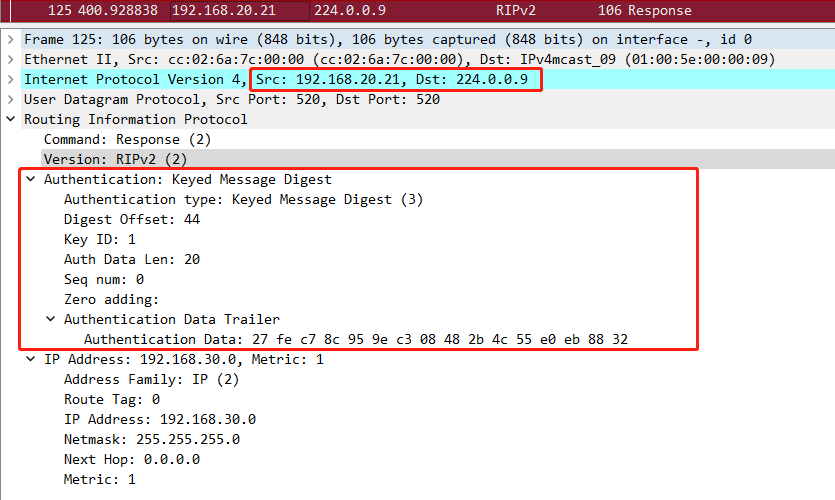 125 400.928838 192.168.20.21 224.0.0.9 RIPv2 106 Response
Frame 125: 106 bytes on wire (848 bits), 106 bytes captured (848 bits) on interface -, id 0
Ethernet II, Src: cc:02:6a:7c:00:00 (cc:02:6a:7c:00:00), Dst: IPv4mcast_09 (01:00:5e:00:00:09)
Internet Protocol Version 4, Src: 192.168.20.21, Dst: 224.0.0.9
User Datagram Protocol, Src Port: 520, Dst Port: 520
Routing Information Protocol
Command: Response (2)
Version: RIPv2 (2)
Authentication: Keyed Message Digest
Authentication type: Keyed Message Digest (3)
Digest Offset: 44
Key ID: 1
Auth Data Len: 20
Seq num: 0
Zero adding:
Authentication Data Trailer
Authentication Data: 27 fe c7 8c 95 9e c3 08 48 2b 4c 55 e0 eb 88 32
IP Address: 192.168.30.0, Metric: 1
Address Family: IP (2)
Route Tag: 0
IP Address: 192.168.30.0
Netmask: 255.255.255.0
Next Hop: 0.0.0.0
Metric: 1